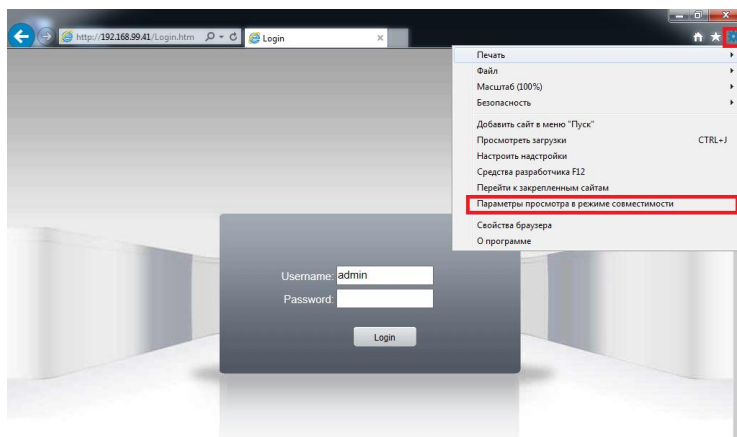 http://192.168.99.41/Login.htm
Login
Печать
Файл
Масштаб (100%)
Безопасность
Добавить сайт в меню "Пуск"
Просмотреть загрузки CTRL+J
Настроить надстройки
Средства разработчика F12
Перейти к закрепленным сайтам
Параметры просмотра в режиме совместимости
Свойства браузера
О программе
Username: admin
Password:
Login